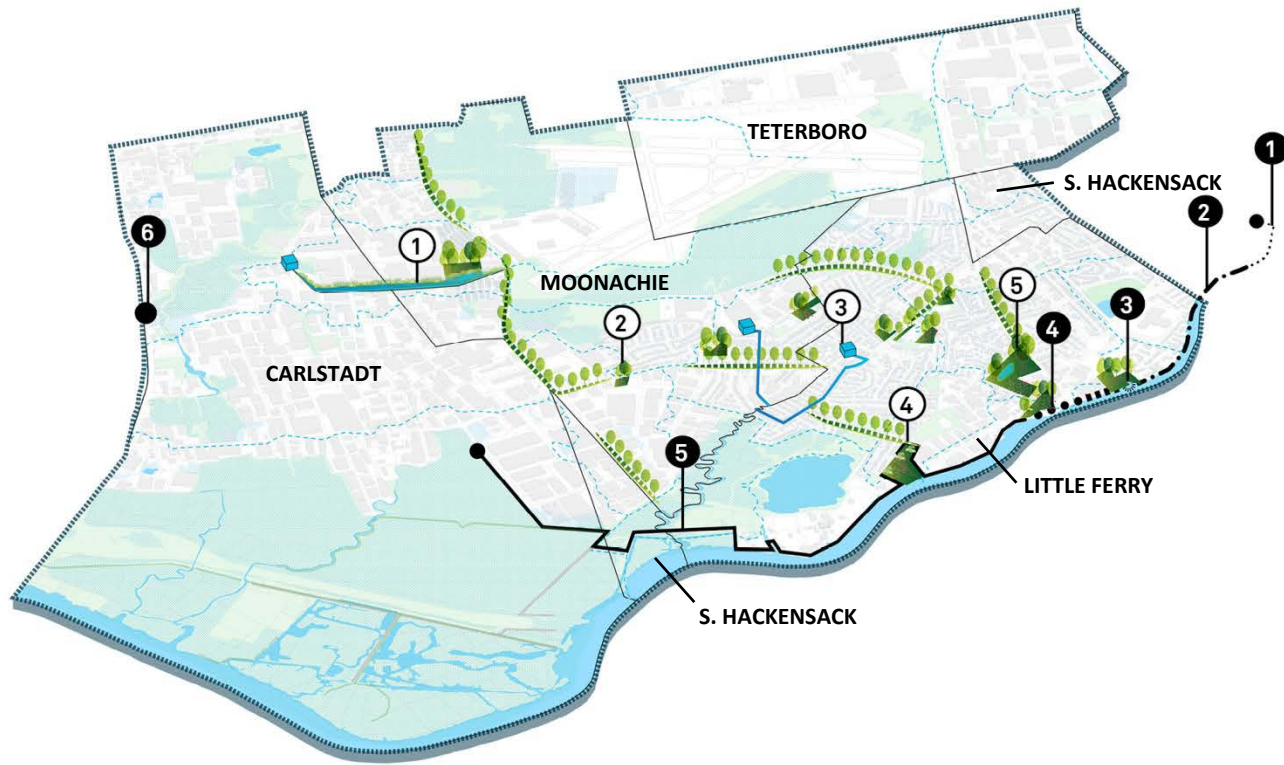 TETERBORO
1
S. HACKENSACK
2
6
1
MOONACHIE
5
3
2
3
4
CARLSTADT
4
5
LITTLE FERRY
S. HACKENSACK